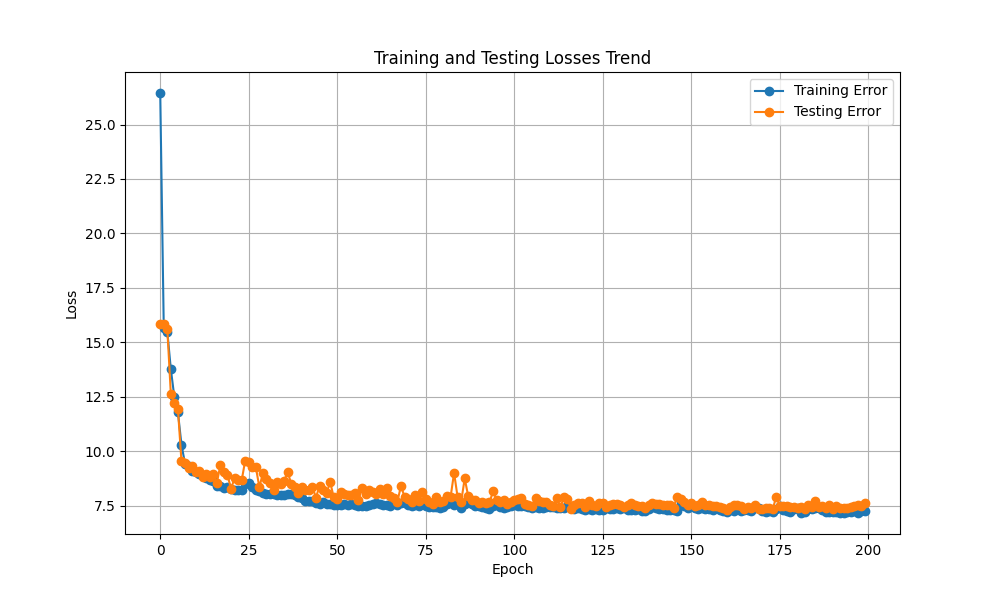 Training and Testing Losses Trend
Training Error
Testing Error
25.0
22.5
20.0
17.5
15.0
12.5
10.0
7.5
Loss
0 25 50 75 100 125 150 175 200
Epoch